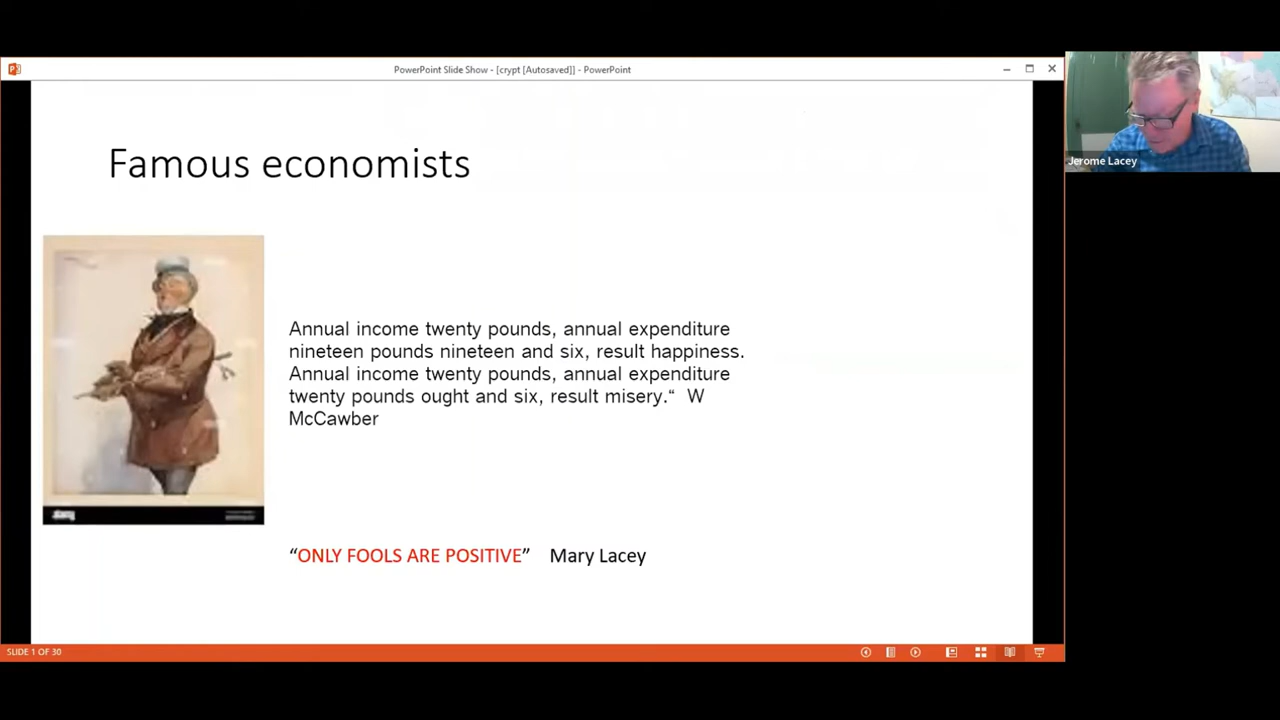 PowerPoint Slide Show - [crypt [Autosaved]] - PowerPoint
Jerome Lacey
Famous economists
Annual income twenty pounds, annual expenditure
nineteen pounds nineteen and six, result happiness.
Annual income twenty pounds, annual expenditure
twenty pounds ought and six, result misery.“ W
McCawber
“ONLY FOOLS ARE POSITIVE” Mary Lacey
SLIDE 1 OF 30